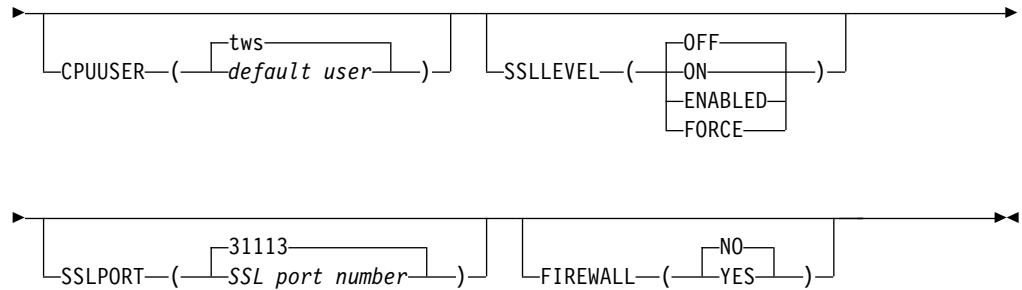 tws
CPUUSER ( default user )
OFF
SSLLEVEL ( ON )
ENABLED
FORCE
31113
SSLPORT ( SSL port number )
NO
FIREWALL ( YES )